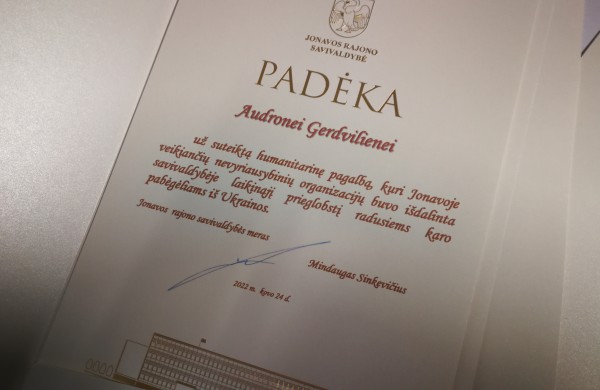 JONAVOS RAJONO
SAVIVALDYBĖ
PADĖKA
Audronei Gerdvilienei
už suteiktą humanitarinę pagalbą, kuri Jonavoje
veikiančių nevyriausybinių organizacijų buvo išdalinta
savivaldybėje laikinąjį prieglobstį radusiems karo
pabėgėliams iš Ukrainos.
Jonavos rajono savivaldybės meras
Mindaugas Sinkevičius
2022 m. kovo 24 d.